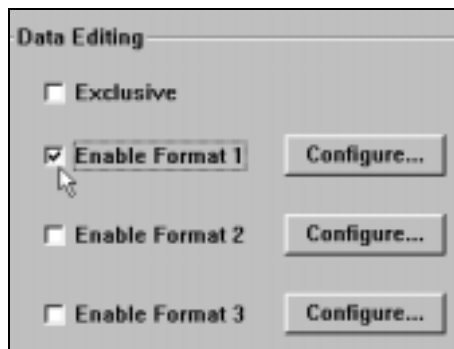 Data Editing
Exclusive
Enable Format 1 Configure...
Enable Format 2 Configure...
Enable Format 3 Configure...